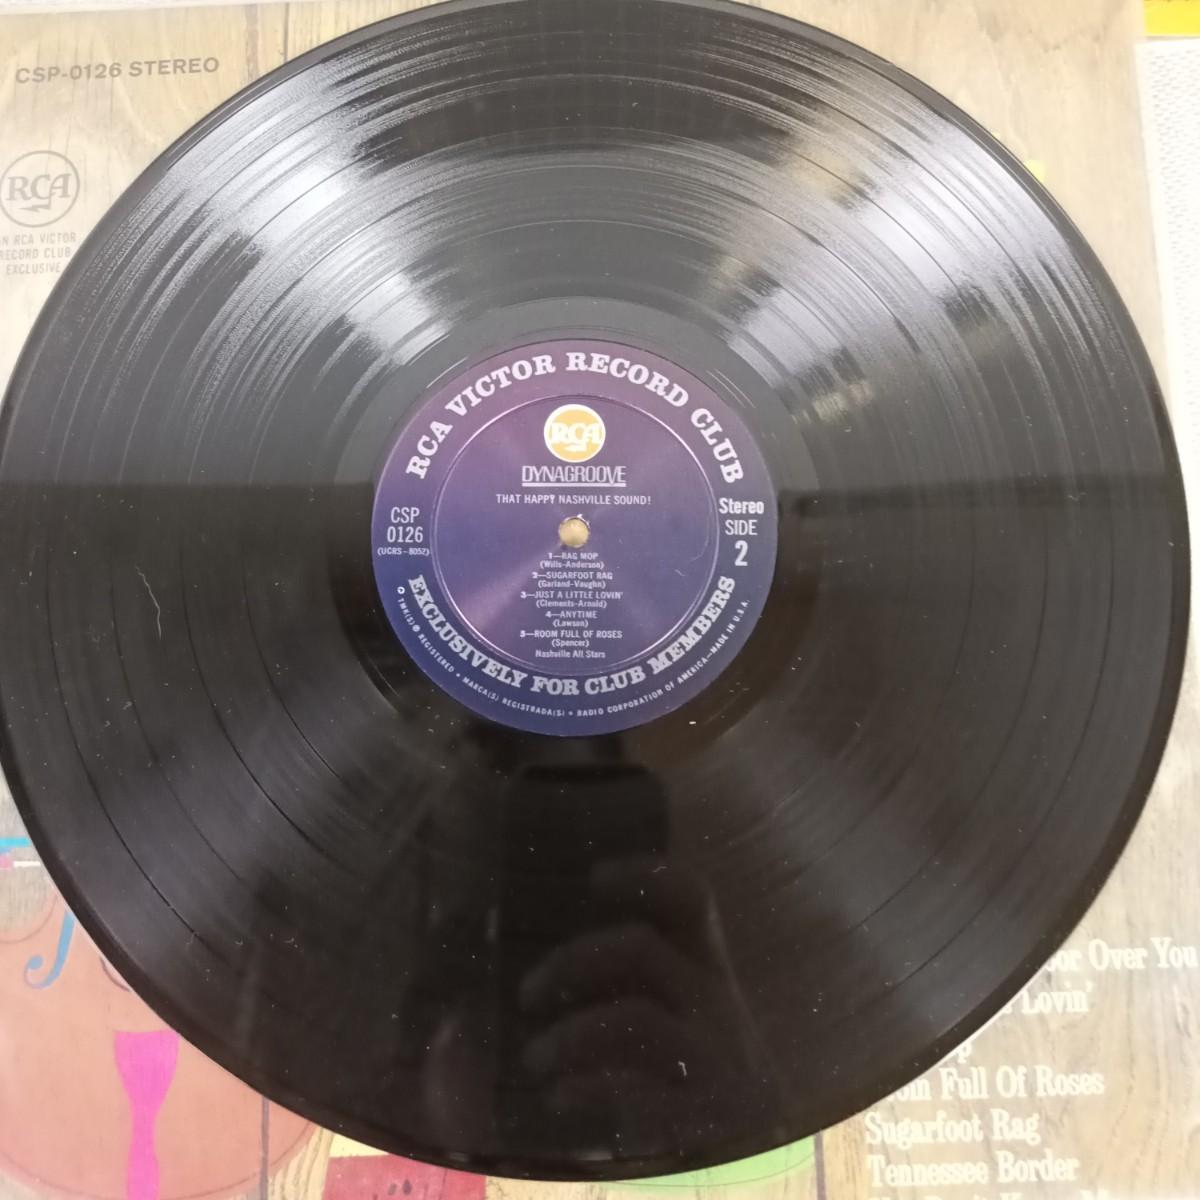 CSP-0126 STEREO
RCA
RCA VICTOR
RECORD CLUB
EXCLUSIVE
RCA VICTOR RECORD CLUB
RCA
DYNAGROOVE
THAT HAPPY NASHVILLE SOUND!
CSP
0126
(UCRS-8052)
Stereo
SIDE
2
1—RAG MOP
(Wills-Anderson)
2—SUGARFOOT RAG
(Garland-Vaughn)
3—JUST A LITTLE LOVIN'
(Clements-Arnold)
4—ANYTIME
(Lawson)
5—ROOM FULL OF ROSES
(Spencer)
Nashville All Stars
EXCLUSIVELY FOR CLUB MEMBERS
TMK(S) ® REGISTERED • MARCA(S) REGISTRADA(S) • RADIO CORPORATION OF AMERICA—MADE IN U.S.A.
Over You
Lovin'
Full Of Roses
Sugarfoot Rag
Tennessee Border